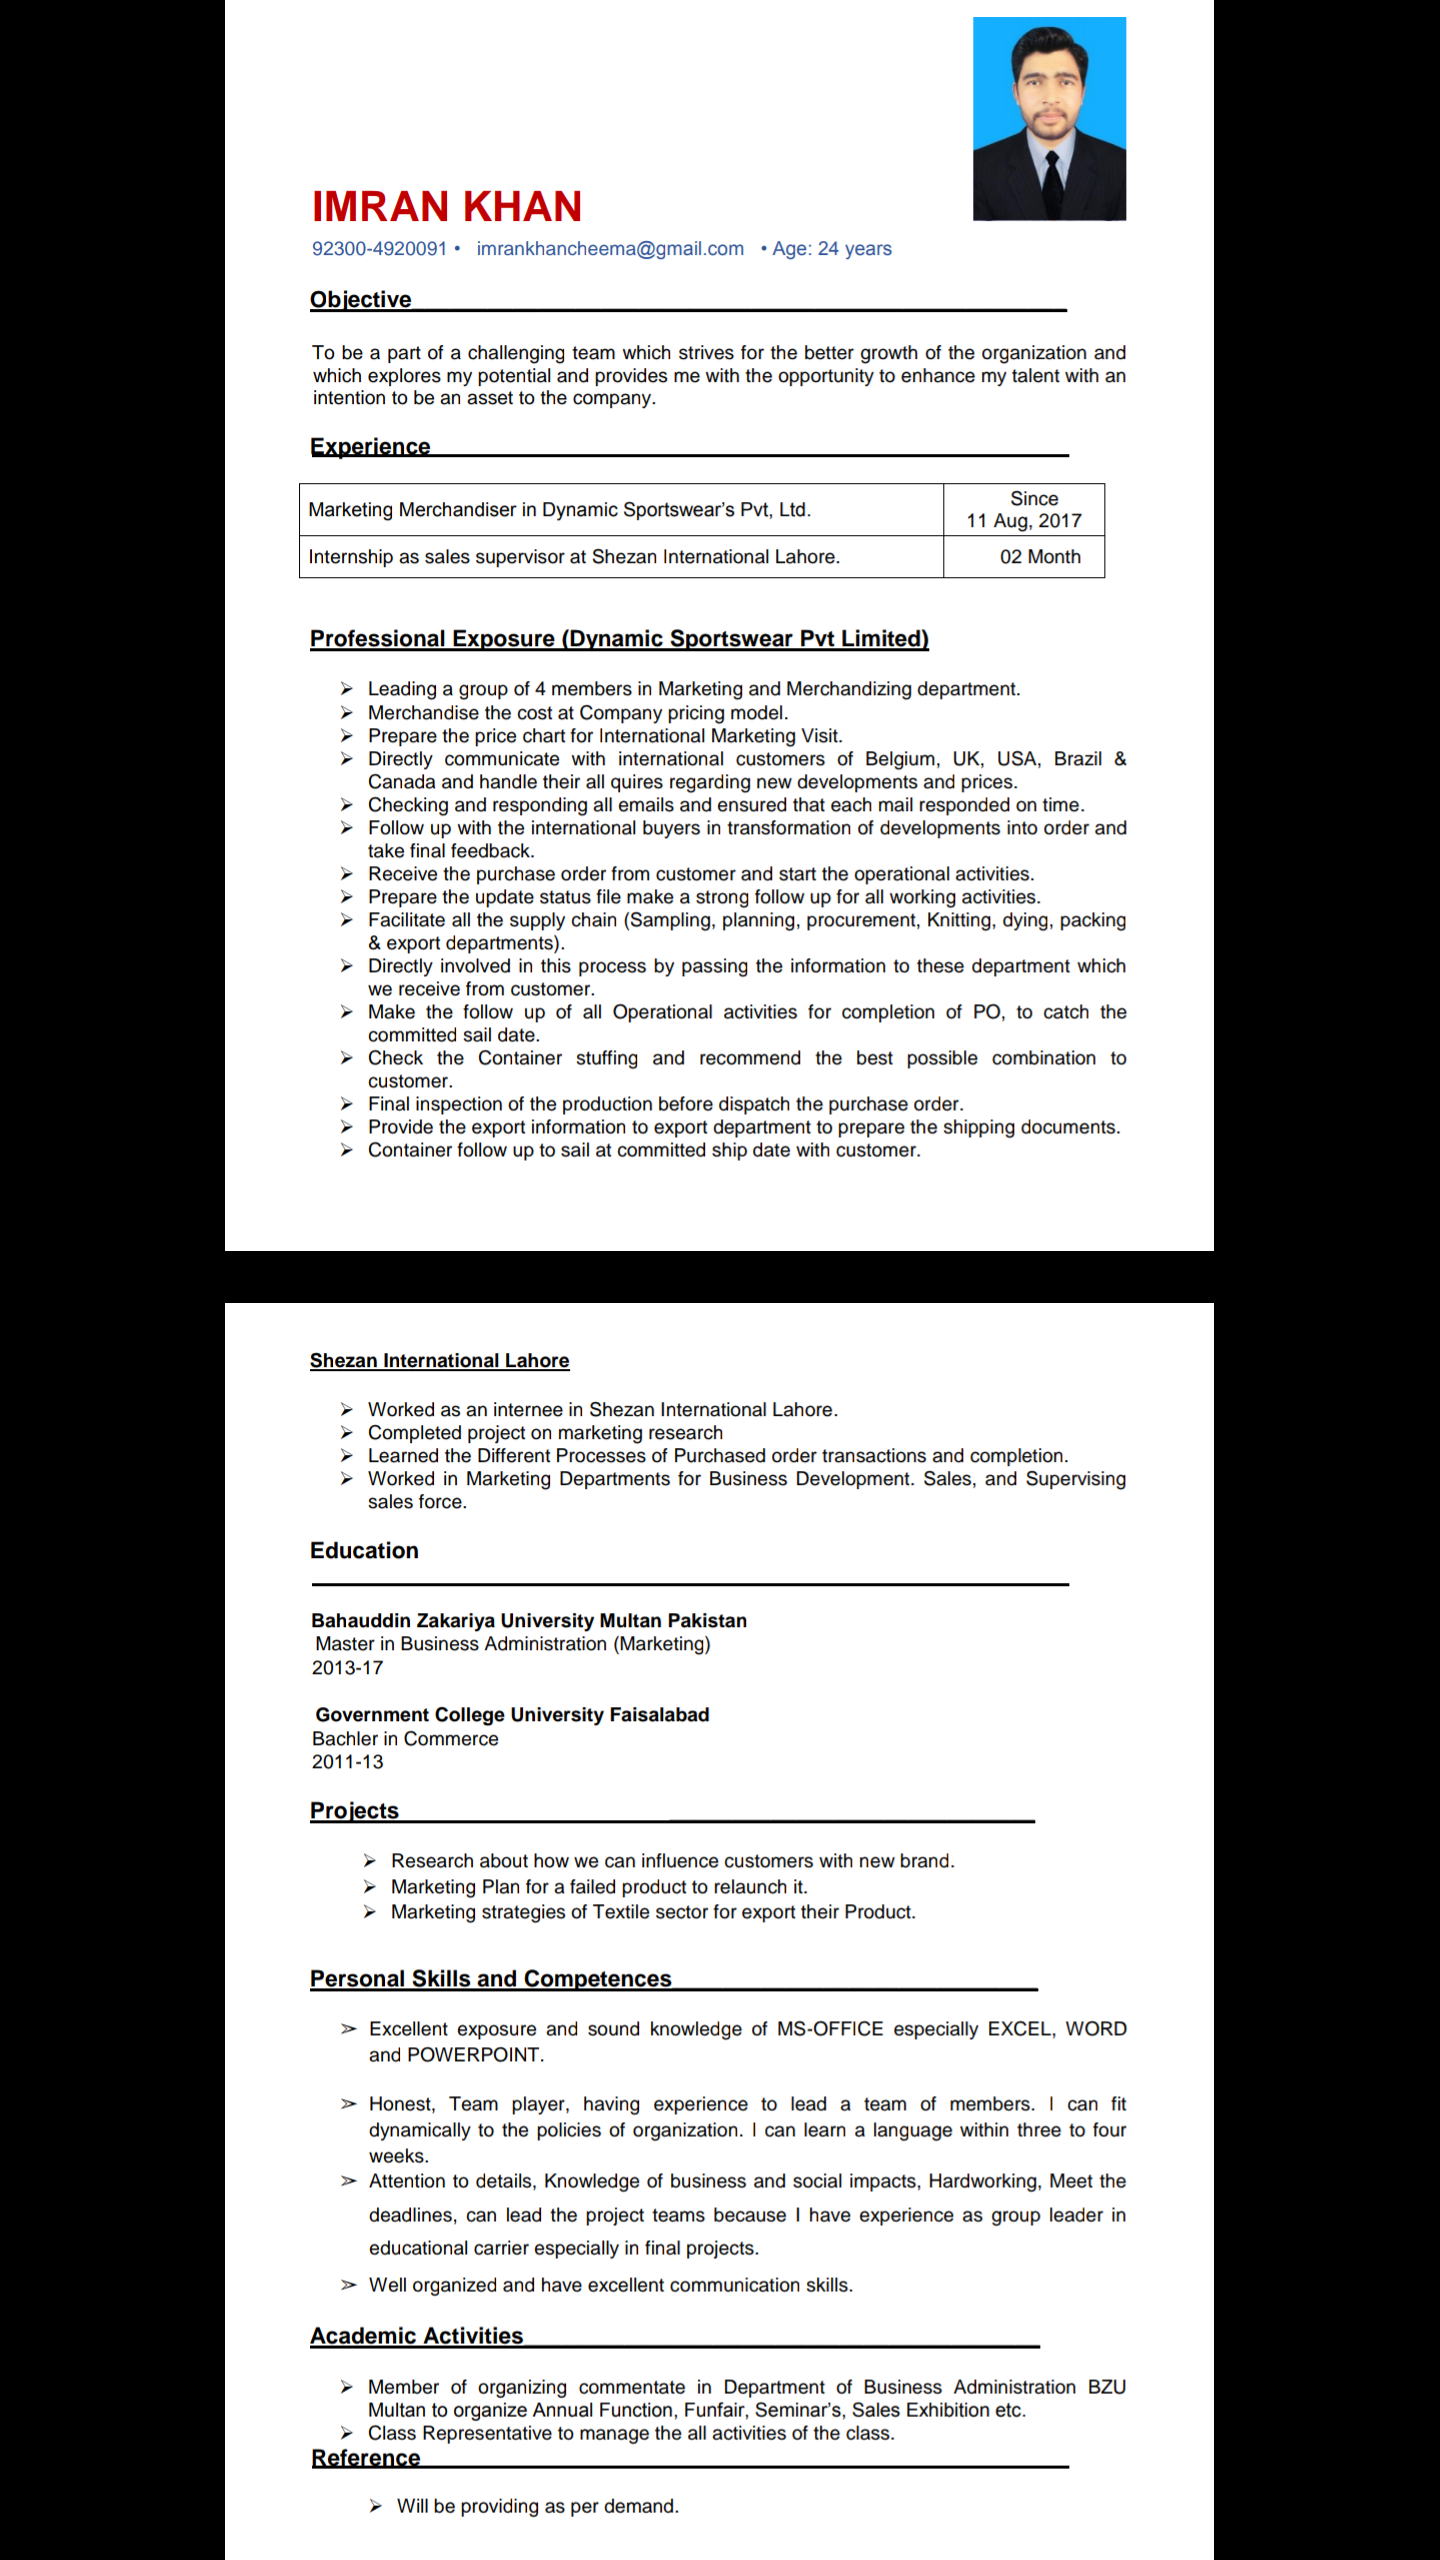 IMRAN KHAN
92300-4920091 • imrankhancheema@gmail.com • Age: 24 years
Objective
To be a part of a challenging team which strives for the better growth of the organization and
which explores my potential and provides me with the opportunity to enhance my talent with an
intention to be an asset to the company.
Experience
Marketing Merchandiser in Dynamic Sportswear’s Pvt, Ltd.
Since
11 Aug, 2017
Internship as sales supervisor at Shezan International Lahore.
02 Month
Professional Exposure (Dynamic Sportswear Pvt Limited)
➢ Leading a group of 4 members in Marketing and Merchandizing department.
➢ Merchandise the cost at Company pricing model.
➢ Prepare the price chart for International Marketing Visit.
➢ Directly communicate with international customers of Belgium, UK, USA, Brazil &
Canada and handle their all quires regarding new developments and prices.
➢ Checking and responding all emails and ensured that each mail responded on time.
➢ Follow up with the international buyers in transformation of developments into order and
take final feedback.
➢ Receive the purchase order from customer and start the operational activities.
➢ Prepare the update status file make a strong follow up for all working activities.
➢ Facilitate all the supply chain (Sampling, planning, procurement, Knitting, dying, packing
& export departments).
➢ Directly involved in this process by passing the information to these department which
we receive from customer.
➢ Make the follow up of all Operational activities for completion of PO, to catch the
committed sail date.
➢ Check the Container stuffing and recommend the best possible combination to
customer.
➢ Final inspection of the production before dispatch the purchase order.
➢ Provide the export information to export department to prepare the shipping documents.
➢ Container follow up to sail at committed ship date with customer.
Shezan International Lahore
➢ Worked as an internee in Shezan International Lahore.
➢ Completed project on marketing research
➢ Learned the Different Processes of Purchased order transactions and completion.
➢ Worked in Marketing Departments for Business Development. Sales, and Supervising
sales force.
Education
Bahauddin Zakariya University Multan Pakistan
Master in Business Administration (Marketing)
2013-17
Government College University Faisalabad
Bachler in Commerce
2011-13
Projects
➢ Research about how we can influence customers with new brand.
➢ Marketing Plan for a failed product to relaunch it.
➢ Marketing strategies of Textile sector for export their Product.
Personal Skills and Competences
➢ Excellent exposure and sound knowledge of MS-OFFICE especially EXCEL, WORD
and POWERPOINT.
➢ Honest, Team player, having experience to lead a team of members. I can fit
dynamically to the policies of organization. I can learn a language within three to four
weeks.
➢ Attention to details, Knowledge of business and social impacts, Hardworking, Meet the
deadlines, can lead the project teams because I have experience as group leader in
educational carrier especially in final projects.
➢ Well organized and have excellent communication skills.
Academic Activities
➢ Member of organizing commentate in Department of Business Administration BZU
Multan to organize Annual Function, Funfair, Seminar’s, Sales Exhibition etc.
➢ Class Representative to manage the all activities of the class.
Reference
➢ Will be providing as per demand.